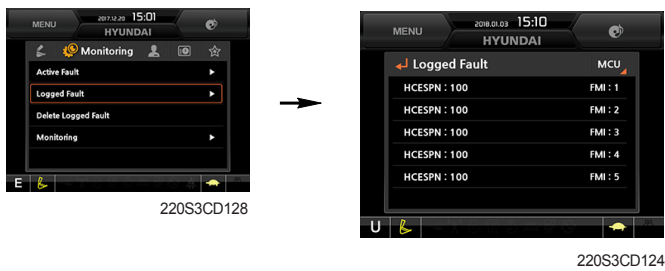 MENU
2017.12.20 15:01
HYUNDAI
Monitoring
Active Fault
Logged Fault
Delete Logged Fault
Monitoring
E
220S3CD128
MENU
2018.01.03 15:10
HYUNDAI
Logged Fault MCU
HCESPN : 100 FMI : 1
HCESPN : 100 FMI : 2
HCESPN : 100 FMI : 3
HCESPN : 100 FMI : 4
HCESPN : 100 FMI : 5
U
220S3CD124